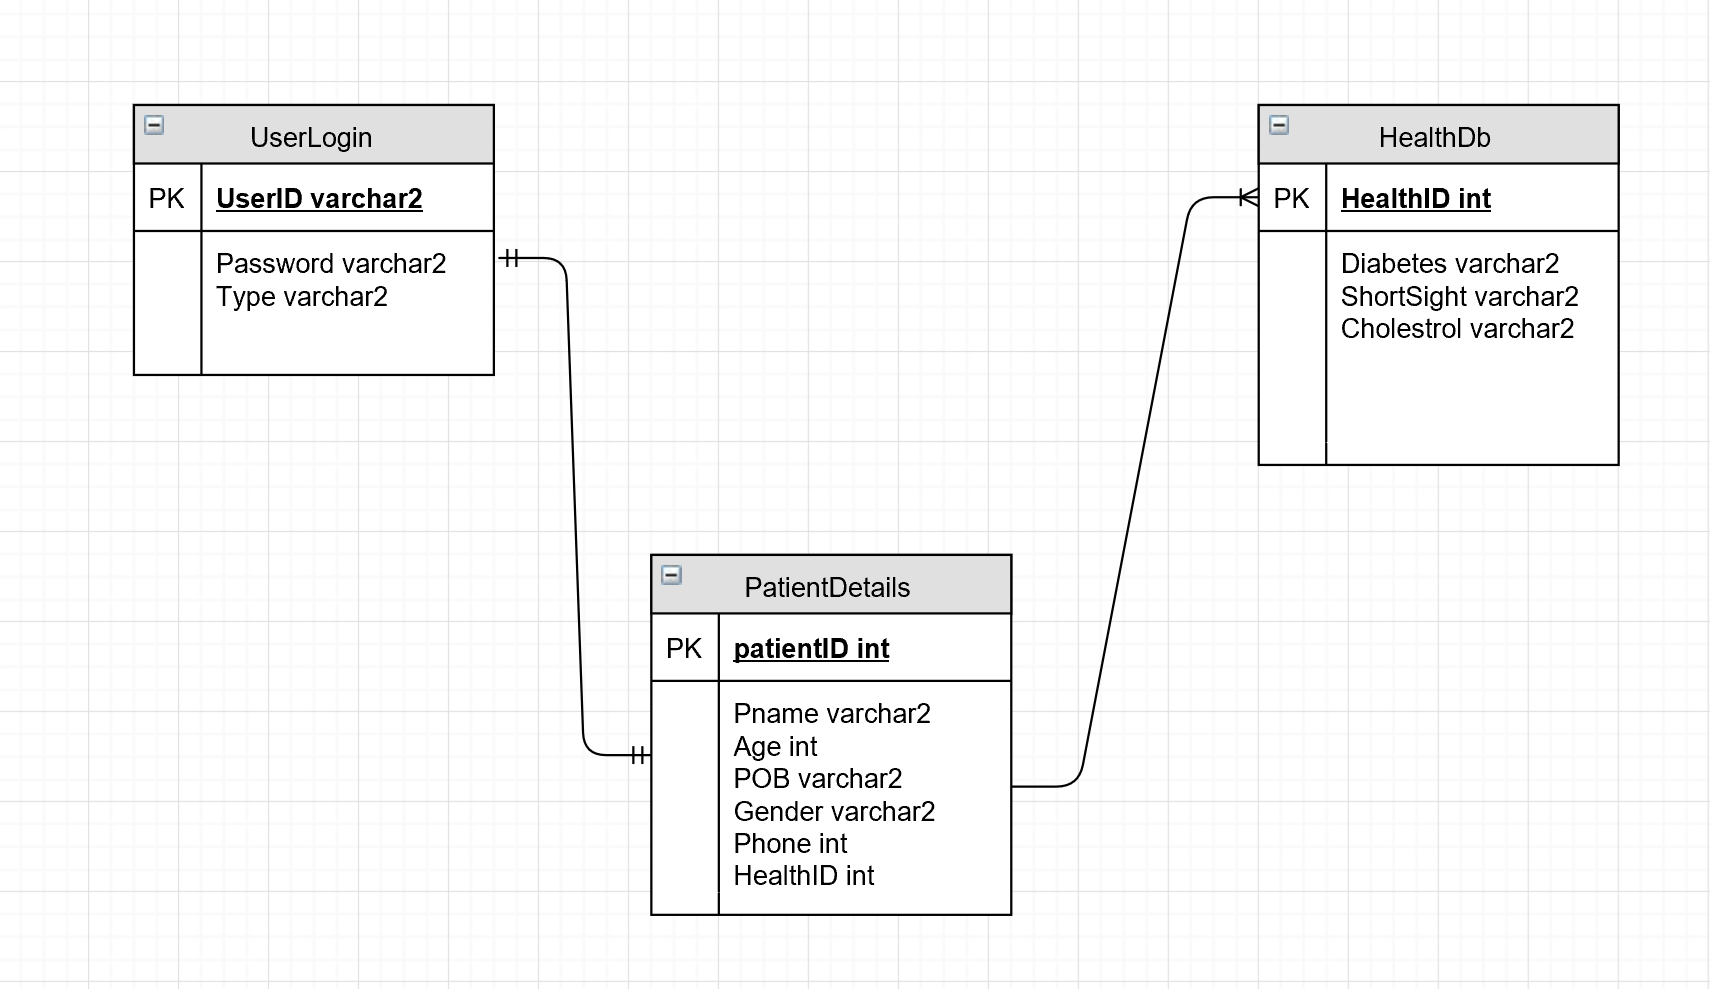 UserLogin
PK UserID varchar2
Password varchar2
Type varchar2
HealthDb
PK HealthID int
Diabetes varchar2
ShortSight varchar2
Cholestrol varchar2
PatientDetails
PK patientID int
Pname varchar2
Age int
POB varchar2
Gender varchar2
Phone int
HealthID int